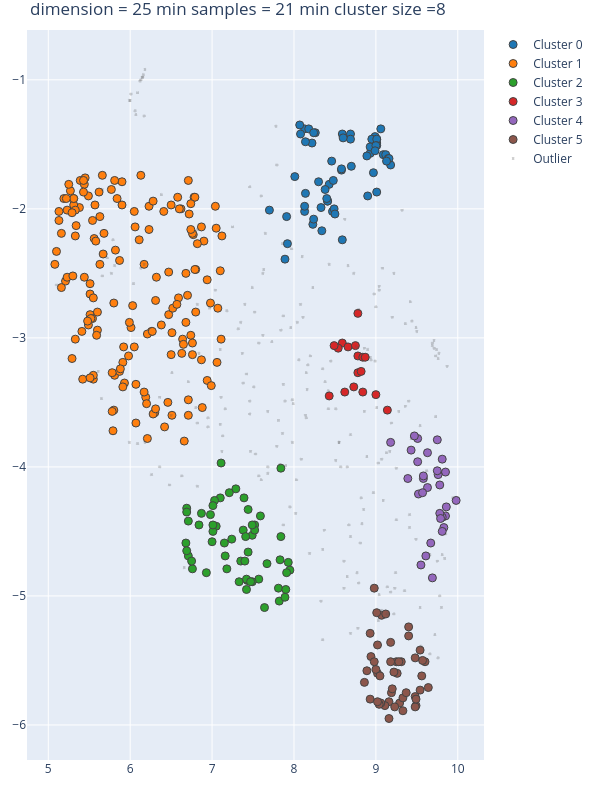 dimension = 25 min samples = 21 min cluster size =8
Cluster 0
Cluster 1
Cluster 2
Cluster 3
Cluster 4
Cluster 5
Outlier
−1
−2
−3
−4
−5
−6
5 6 7 8 9 10